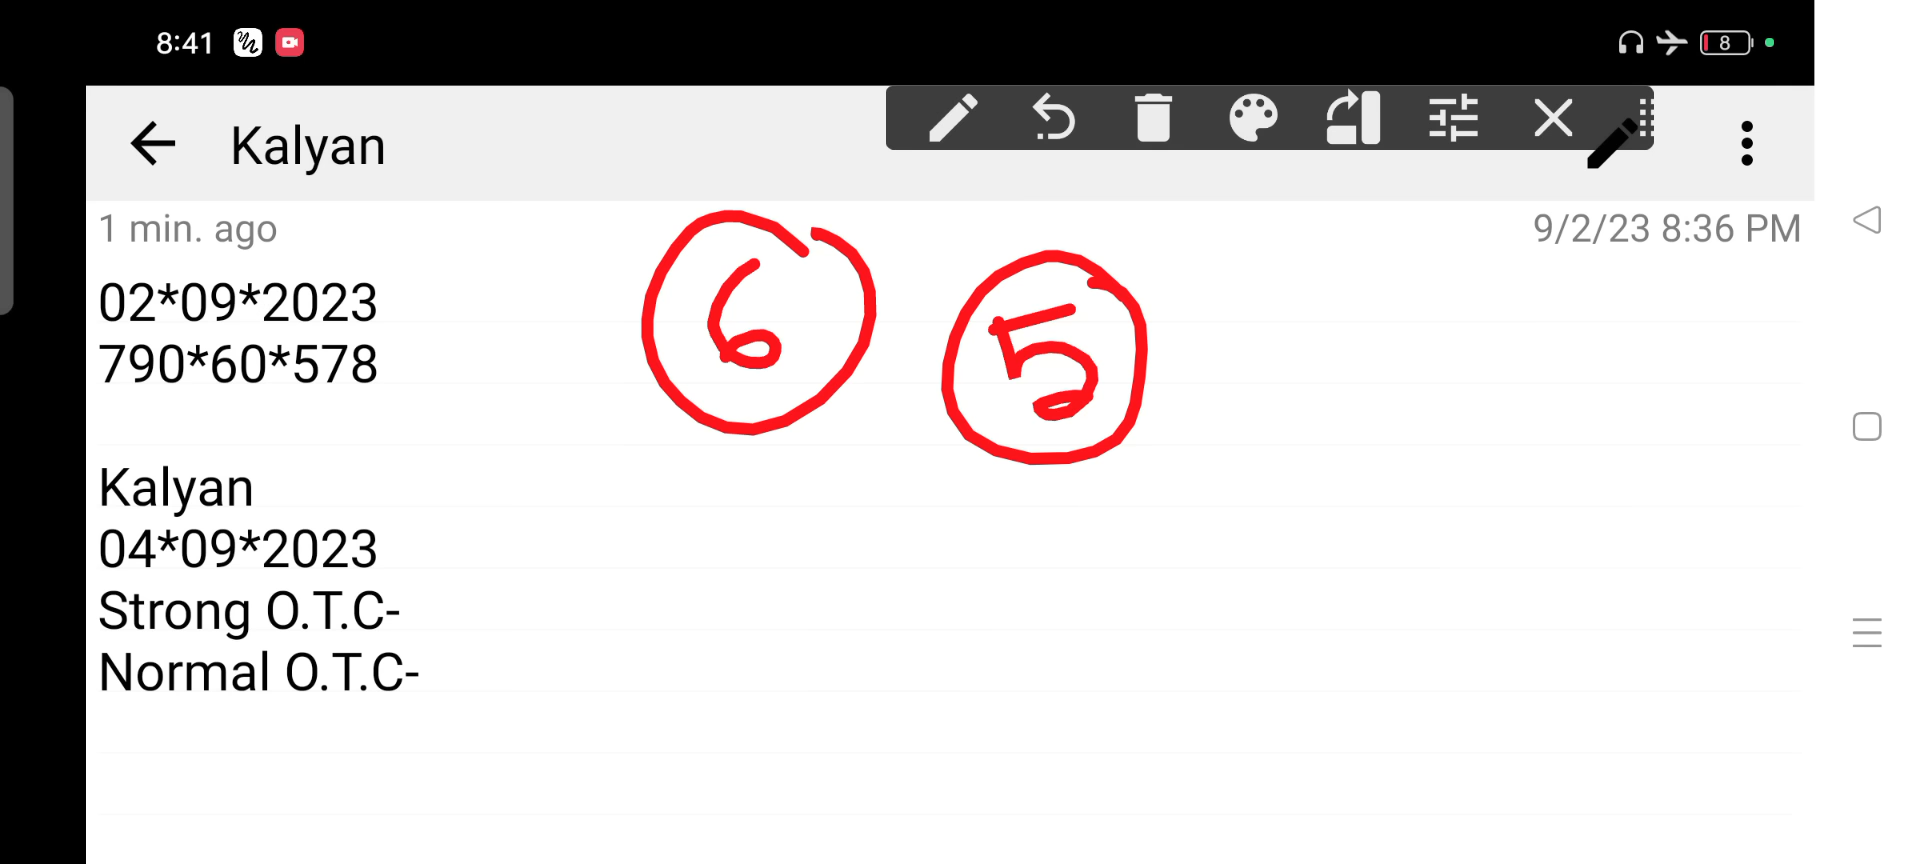 8:41
8
Kalyan
1 min. ago
9/2/23 8:36 PM
02*09*2023
790*60*578
6
5
Kalyan
04*09*2023
Strong O.T.C-
Normal O.T.C-